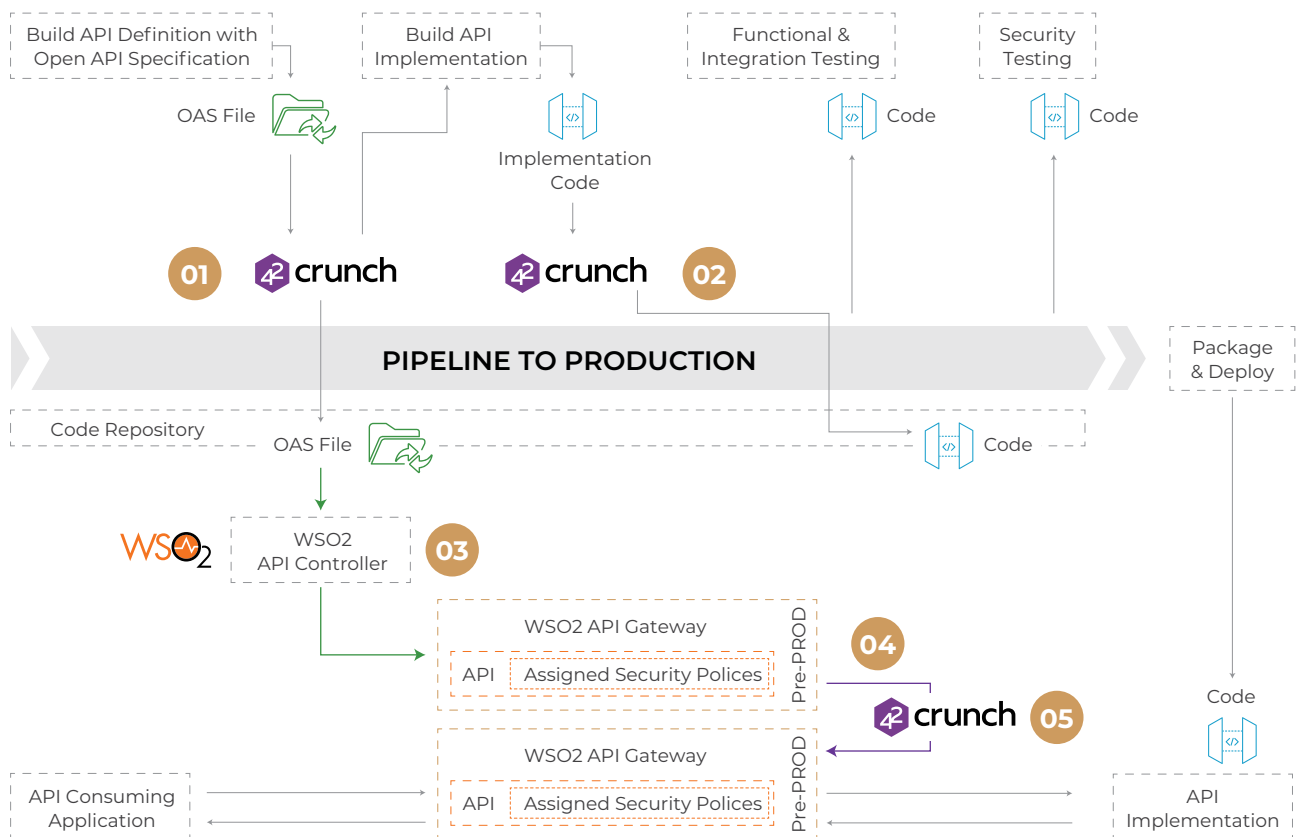 Build API Definition with
Open API Specification
Build API
Implementation
Functional &
Integration Testing
Security
Testing
OAS File
</>
Implementation
Code
</>
Code
</>
Code
01
42 crunch
42 crunch
02
PIPELINE TO PRODUCTION
Package
& Deploy
Code Repository
OAS File
</>
Code
WSO2
WSO2
API Controller
03
WSO2 API Gateway
API
Assigned Security Polices
Pre-PROD
04
42 crunch
05
Code
</>
WSO2 API Gateway
API
Assigned Security Polices
Pre-PROD
API Consuming
Application
API
Implementation